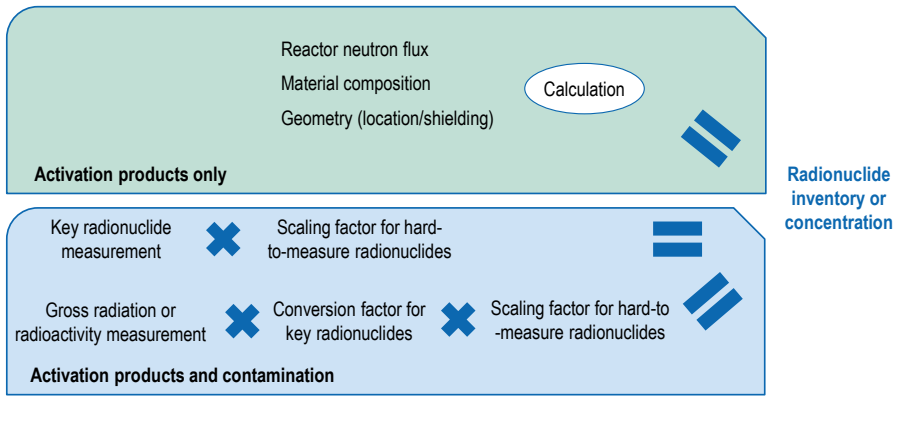 Reactor neutron flux
Material composition
Geometry (location/shielding)
Calculation
Activation products only
Radionuclide
inventory or
concentration
Key radionuclide
measurement
Scaling factor for hard-
to-measure radionuclides
Gross radiation or
radioactivity measurement
Conversion factor for
key radionuclides
Scaling factor for hard-to
-measure radionuclides
Activation products and contamination